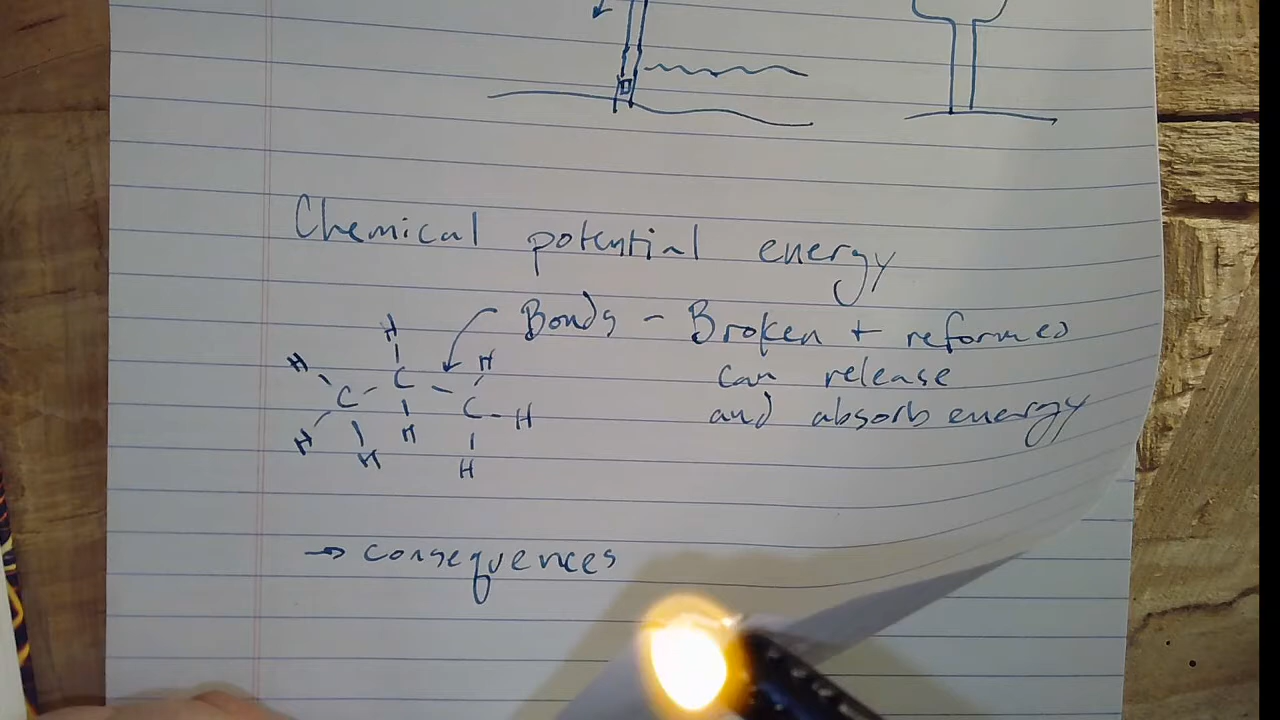 Chemical potential energy
Bonds - Broken + reformed
can release
and absorb energy
H
H H
C C
C - H
H H H
H
→ consequences